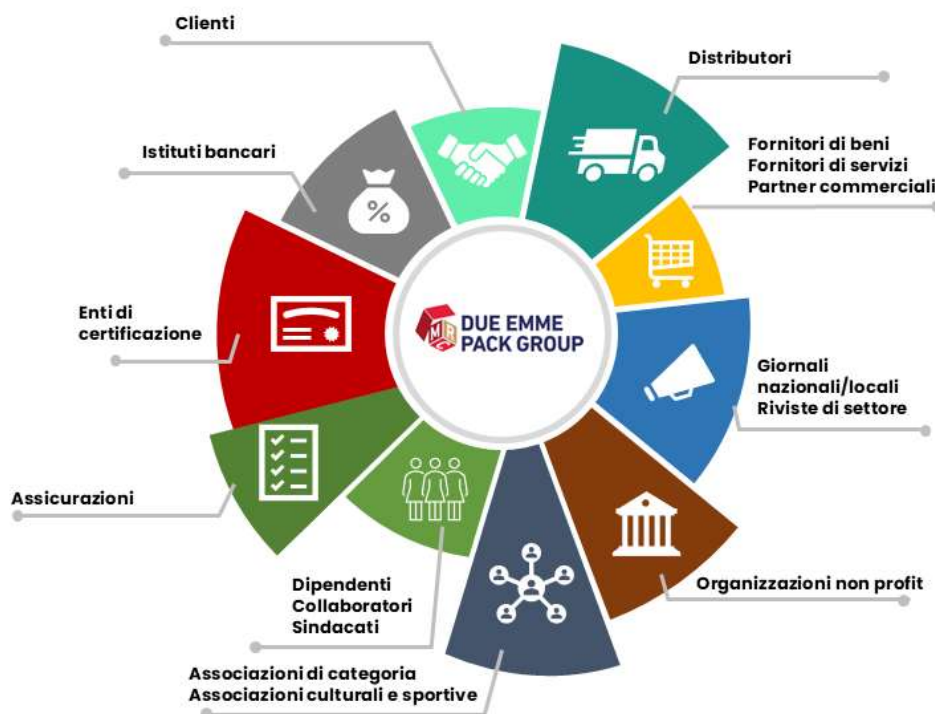 Clienti
Distributori
Istituti bancari
Fornitori di beni
Fornitori di servizi
Partner commerciali
%
Enti di
certificazione
MRC
DUE EMME
PACK GROUP
Giornali
nazionali/locali
Riviste di settore
Assicurazioni
Dipendenti
Collaboratori
Sindacati
Organizzazioni non profit
Associazioni di categoria
Associazioni culturali e sportive